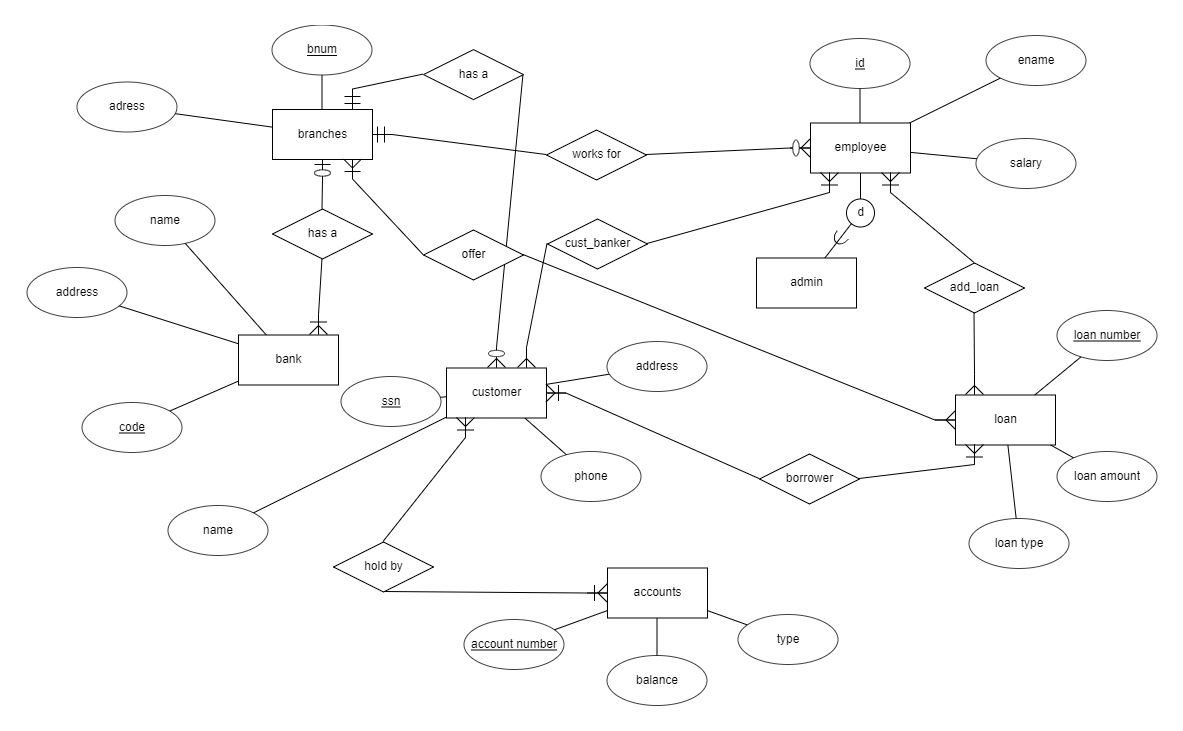 bnum
id
ename
has a
adress
branches
works for
employee
salary
name
d
has a
offer
cust_banker
admin
add_loan
address
loan number
bank
address
customer
ssn
loan
code
phone
borrower
loan amount
name
loan type
hold by
accounts
account number
type
balance